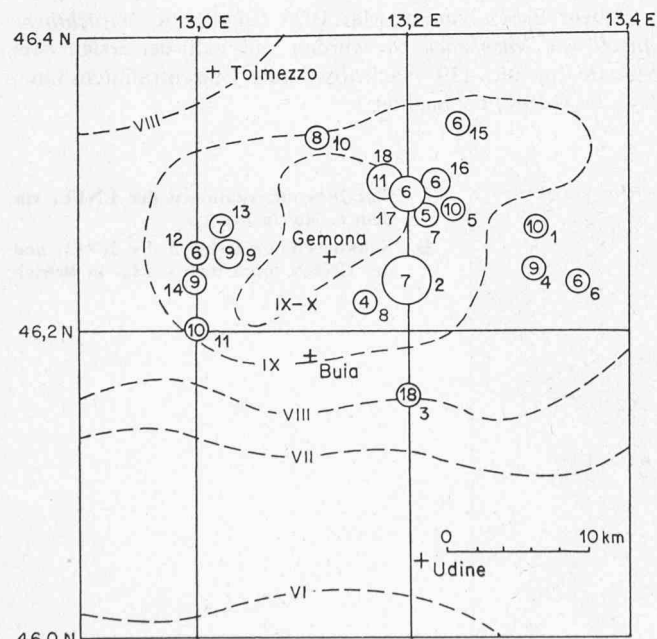 13,0 E 13,2 E 13,4 E
46,4 N
+ Tolmezzo
VIII
6 15
8 10
18
11 6 16
6
13 17 5 10 5
7 7 10 1
12 Gemona
6 9 9
+ 9 4
14 9 7 2 6 6
IX-X 4 8
46,2 N
10 11
IX + Buia
VIII 18 3
VII
0 10 km
+ Udine
VI
46,0 N